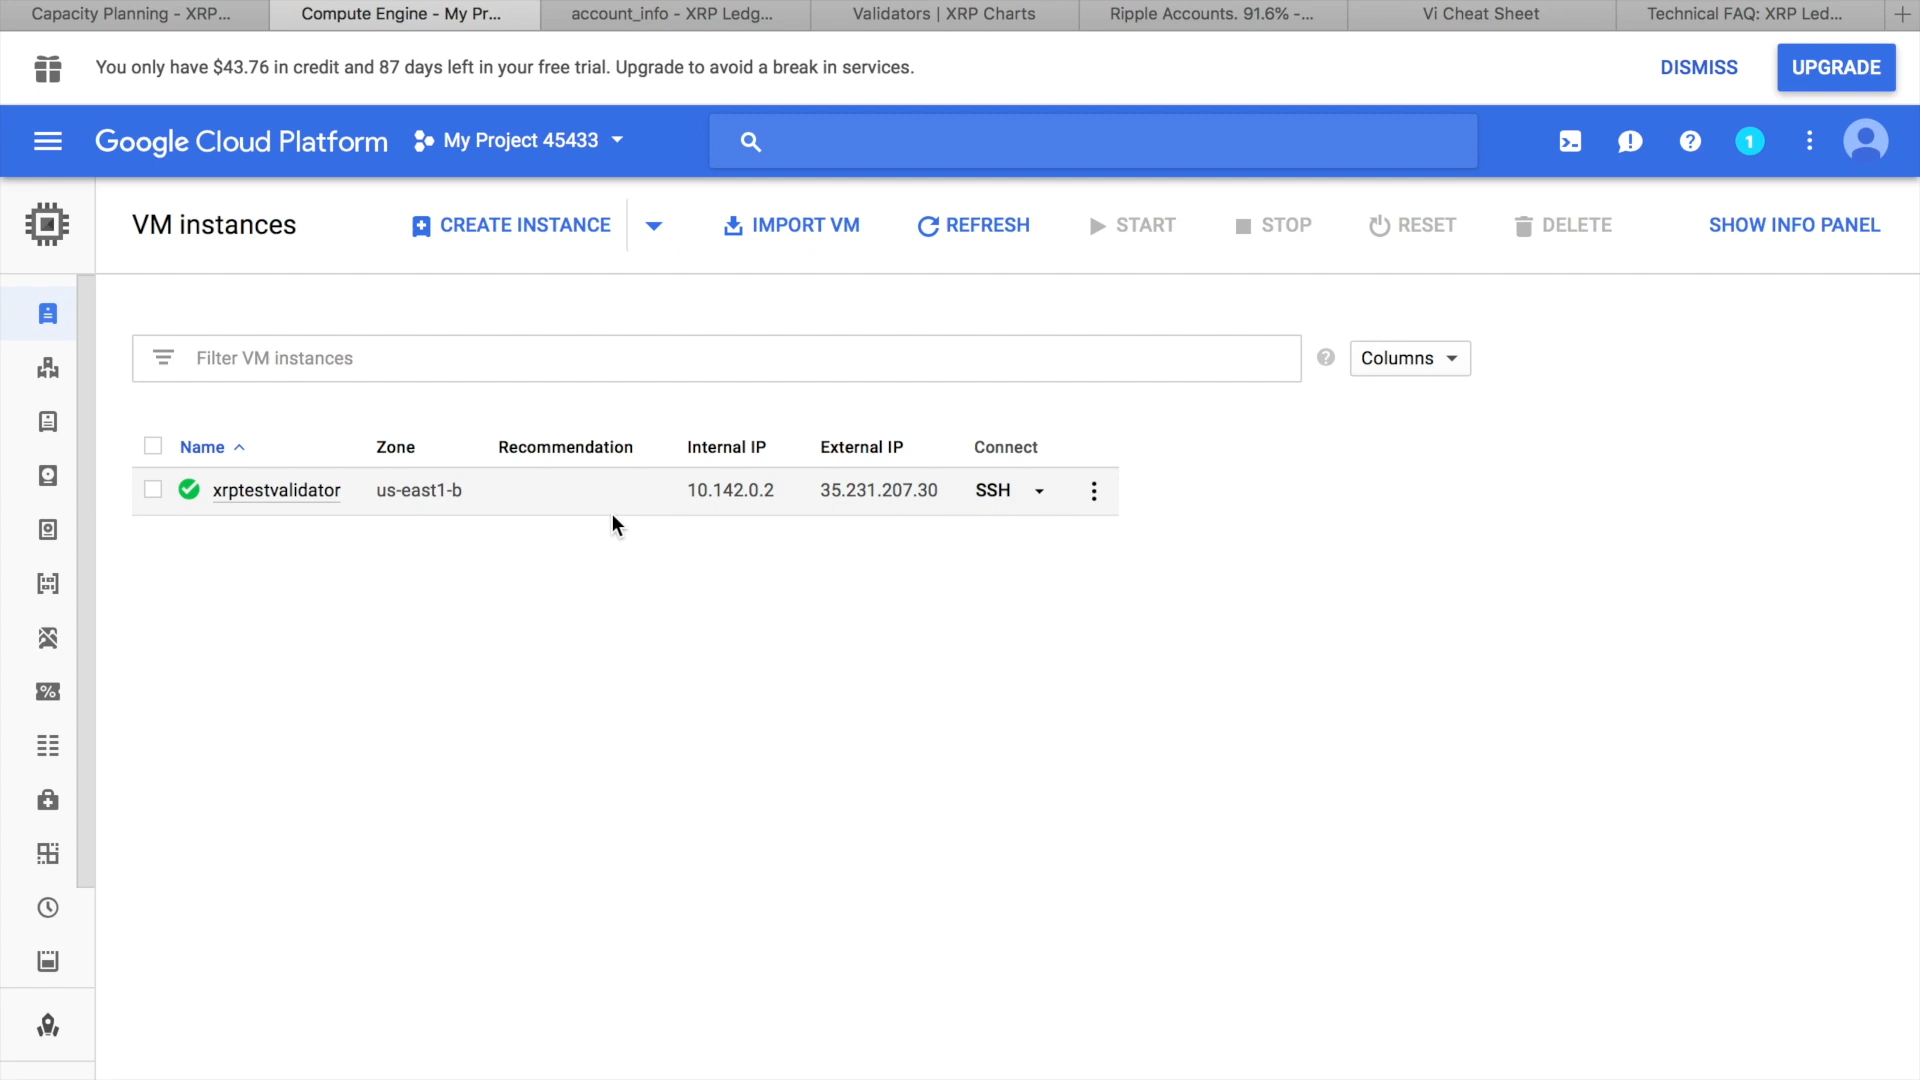 Capacity Planning - XRP...
Compute Engine - My Pr...
account_info - XRP Ledg...
Validators | XRP Charts
Ripple Accounts. 91.6% -...
Vi Cheat Sheet
Technical FAQ: XRP Led...
You only have $43.76 in credit and 87 days left in your free trial. Upgrade to avoid a break in services.
DISMISS
UPGRADE
Google Cloud Platform
My Project 45433
1
VM instances
CREATE INSTANCE
IMPORT VM
REFRESH
START
STOP
RESET
DELETE
SHOW INFO PANEL
Filter VM instances
Columns
Name Zone Recommendation Internal IP External IP Connect
xrptestvalidator us-east1-b 10.142.0.2 35.231.207.30 SSH